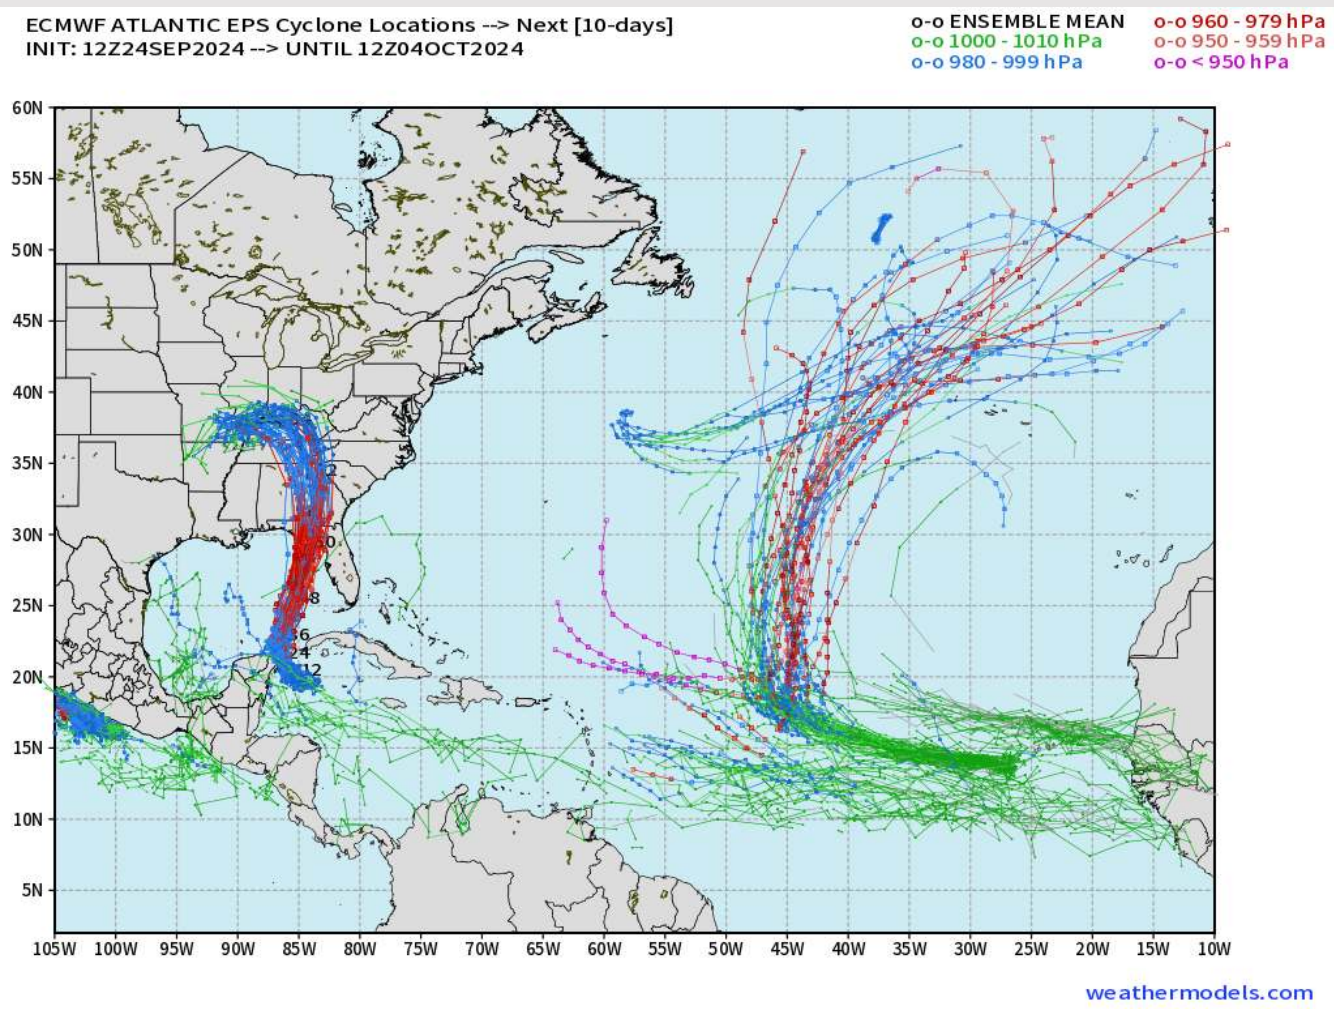 ECMWF ATLANTIC EPS Cyclone Locations --> Next [10-days]
INIT: 12Z24SEP2024 --> UNTIL 12Z04OCT2024
o-o ENSEMBLE MEAN
o-o 1000 - 1010 hPa
o-o 980 - 999 hPa
o-o 960 - 979 hPa
o-o 950 - 959 hPa
o-o < 950 hPa
60N
55N
50N
45N
40N
35N
30N
25N
20N
15N
10N
5N
12
105W 100W 95W 90W 85W 80W 75W 70W 65W 60W 55W 50W 45W 40W 35W 30W 25W 20W 15W 10W
weathermodels.com